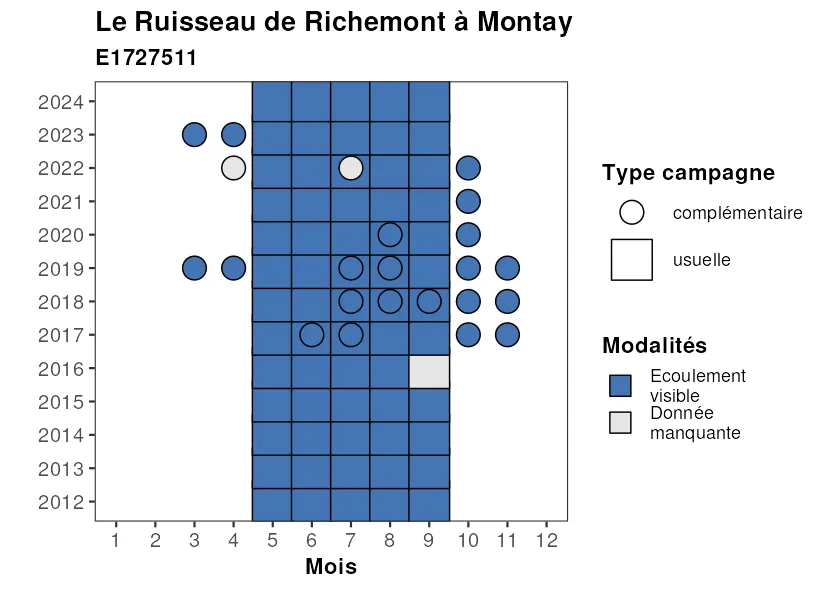 Le Ruisseau de Richemont à Montay
E1727511
2024
2023
2022
2021
2020
2019
2018
2017
2016
2015
2014
2013
2012
1 2 3 4 5 6 7 8 9 10 11 12
Mois
Type campagne
complémentaire
usuelle
Modalités
Ecoulement
visible
Donnée
manquante